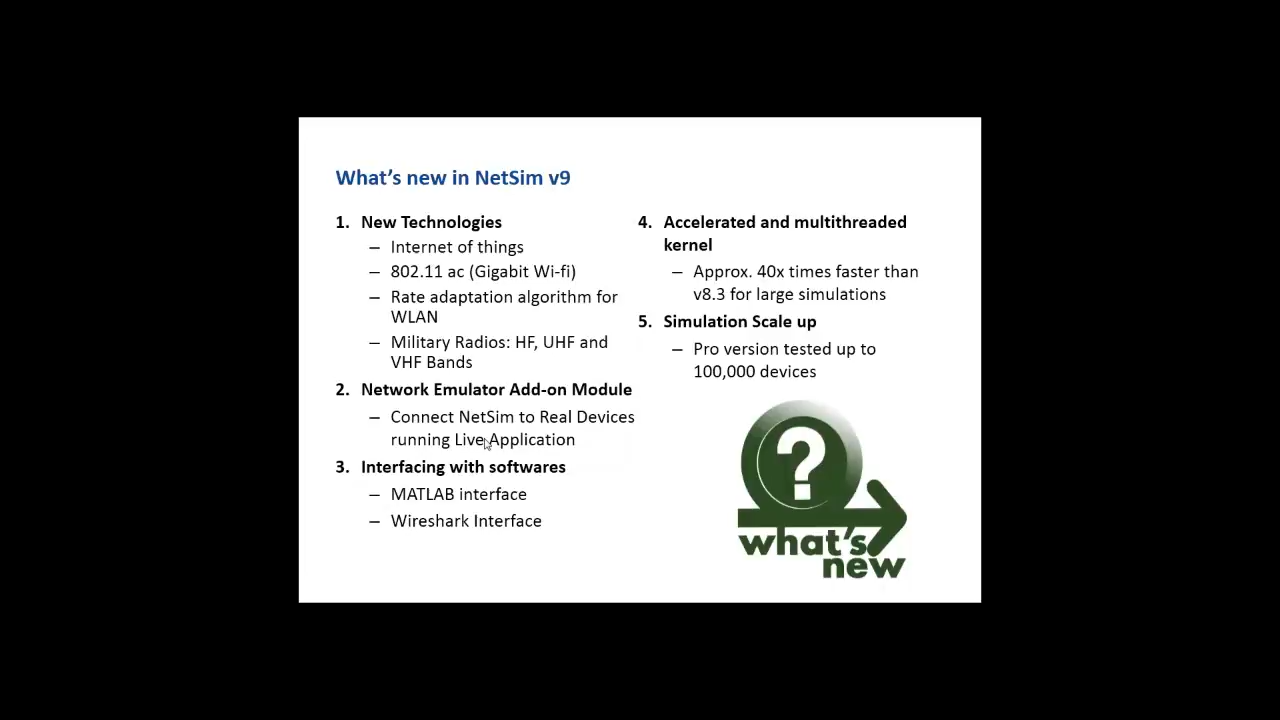 What's new in NetSim v9
1. New Technologies
– Internet of things
– 802.11 ac (Gigabit Wi-fi)
– Rate adaptation algorithm for
WLAN
– Military Radios: HF, UHF and
VHF Bands
2. Network Emulator Add-on Module
– Connect NetSim to Real Devices
running Live Application
3. Interfacing with softwares
– MATLAB interface
– Wireshark Interface
4. Accelerated and multithreaded
kernel
– Approx. 40x times faster than
v8.3 for large simulations
5. Simulation Scale up
– Pro version tested up to
100,000 devices
?
what's
new